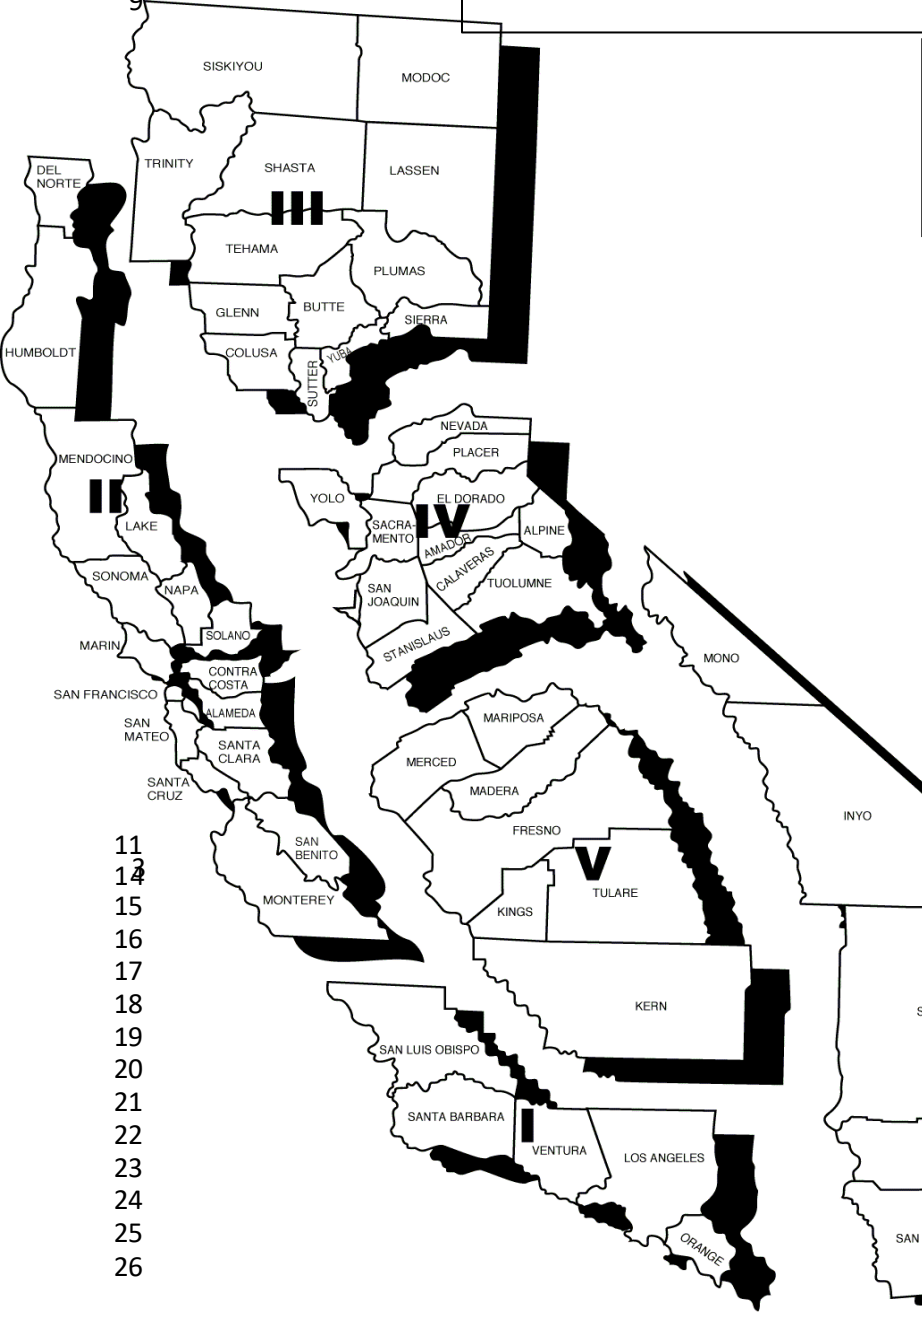 9
SISKIYOU
MODOC
TRINITY
SHASTA
LASSEN
DEL
NORTE
III
TEHAMA
PLUMAS
GLENN
BUTTE
SIERRA
HUMBOLDT
COLUSA
YUBA
SUTTER
NEVADA
PLACER
MENDOCINO
II
LAKE
YOLO
EL DORADO
SACRA-
MENTO
IV
ALPINE
AMADOR
CALAVERAS
TUOLUMNE
SONOMA
NAPA
SAN
JOAQUIN
SOLANO
STANISLAUS
MARIN
MONO
CONTRA
COSTA
SAN FRANCISCO
ALAMEDA
SAN
MATEO
SANTA
CLARA
MARIPOSA
MERCED
SANTA
CRUZ
MADERA
INYO
FRESNO
SAN
BENITO
V
TULARE
MONTEREY
KINGS
KERN
SAN LUIS OBISPO
SANTA BARBARA
I
VENTURA
LOS ANGELES
ORANGE
S
SAN
11
3
14
15
16
17
18
19
20
21
22
23
24
25
26